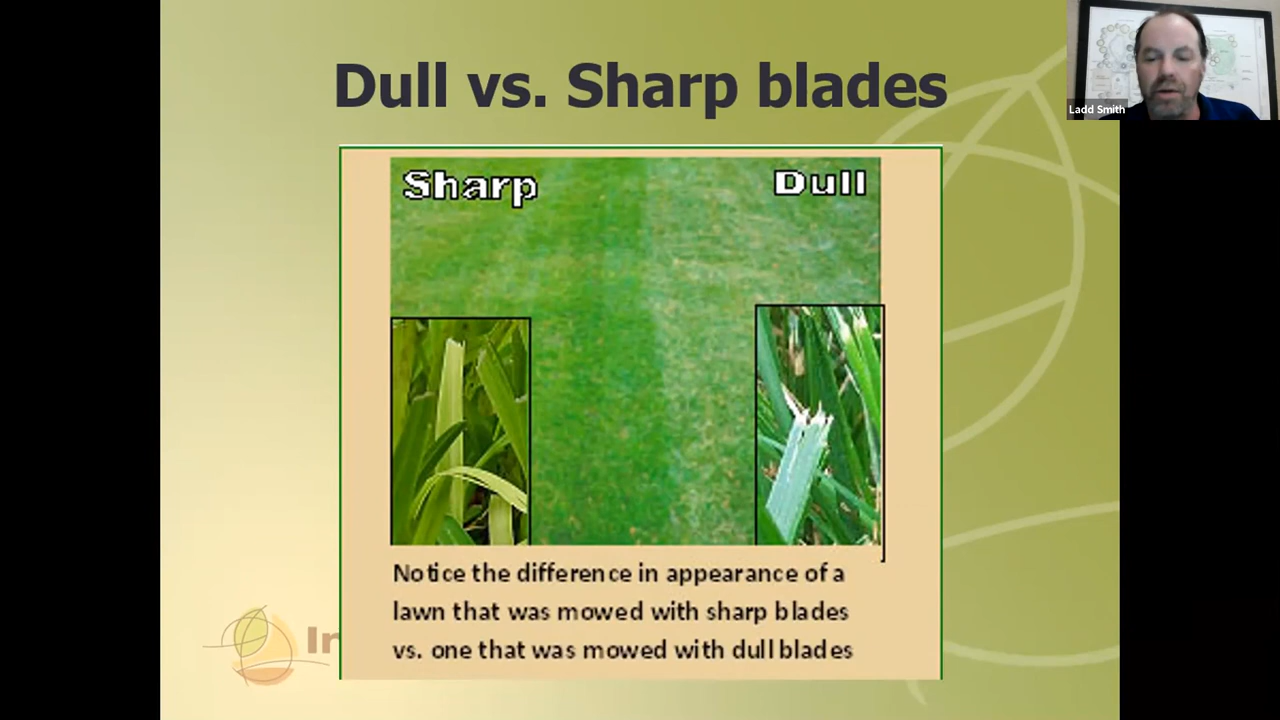 Dull vs. Sharp blades
Ladd Smith
Sharp
Dull
Notice the difference in appearance of a
lawn that was mowed with sharp blades
vs. one that was mowed with dull blades